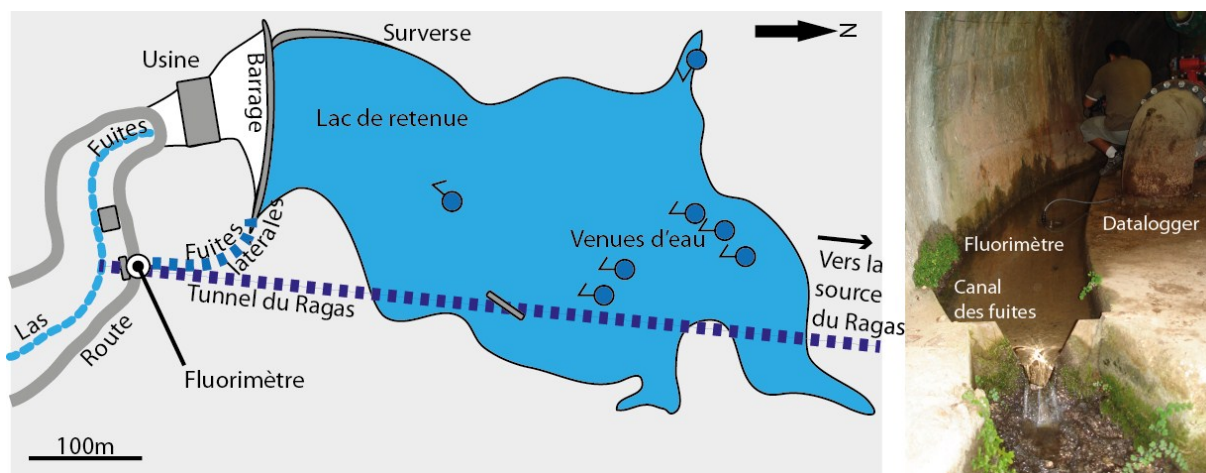 Surverse
N
Usine
Barrage
Lac de retenue
Fuites
Fuites
latérales
Venues d'eau
Vers la
source
du Ragas
Tunnel du Ragas
Las
Route
Fluorimètre
100m
Fluorimètre
Datalogger
Canal
des fuites